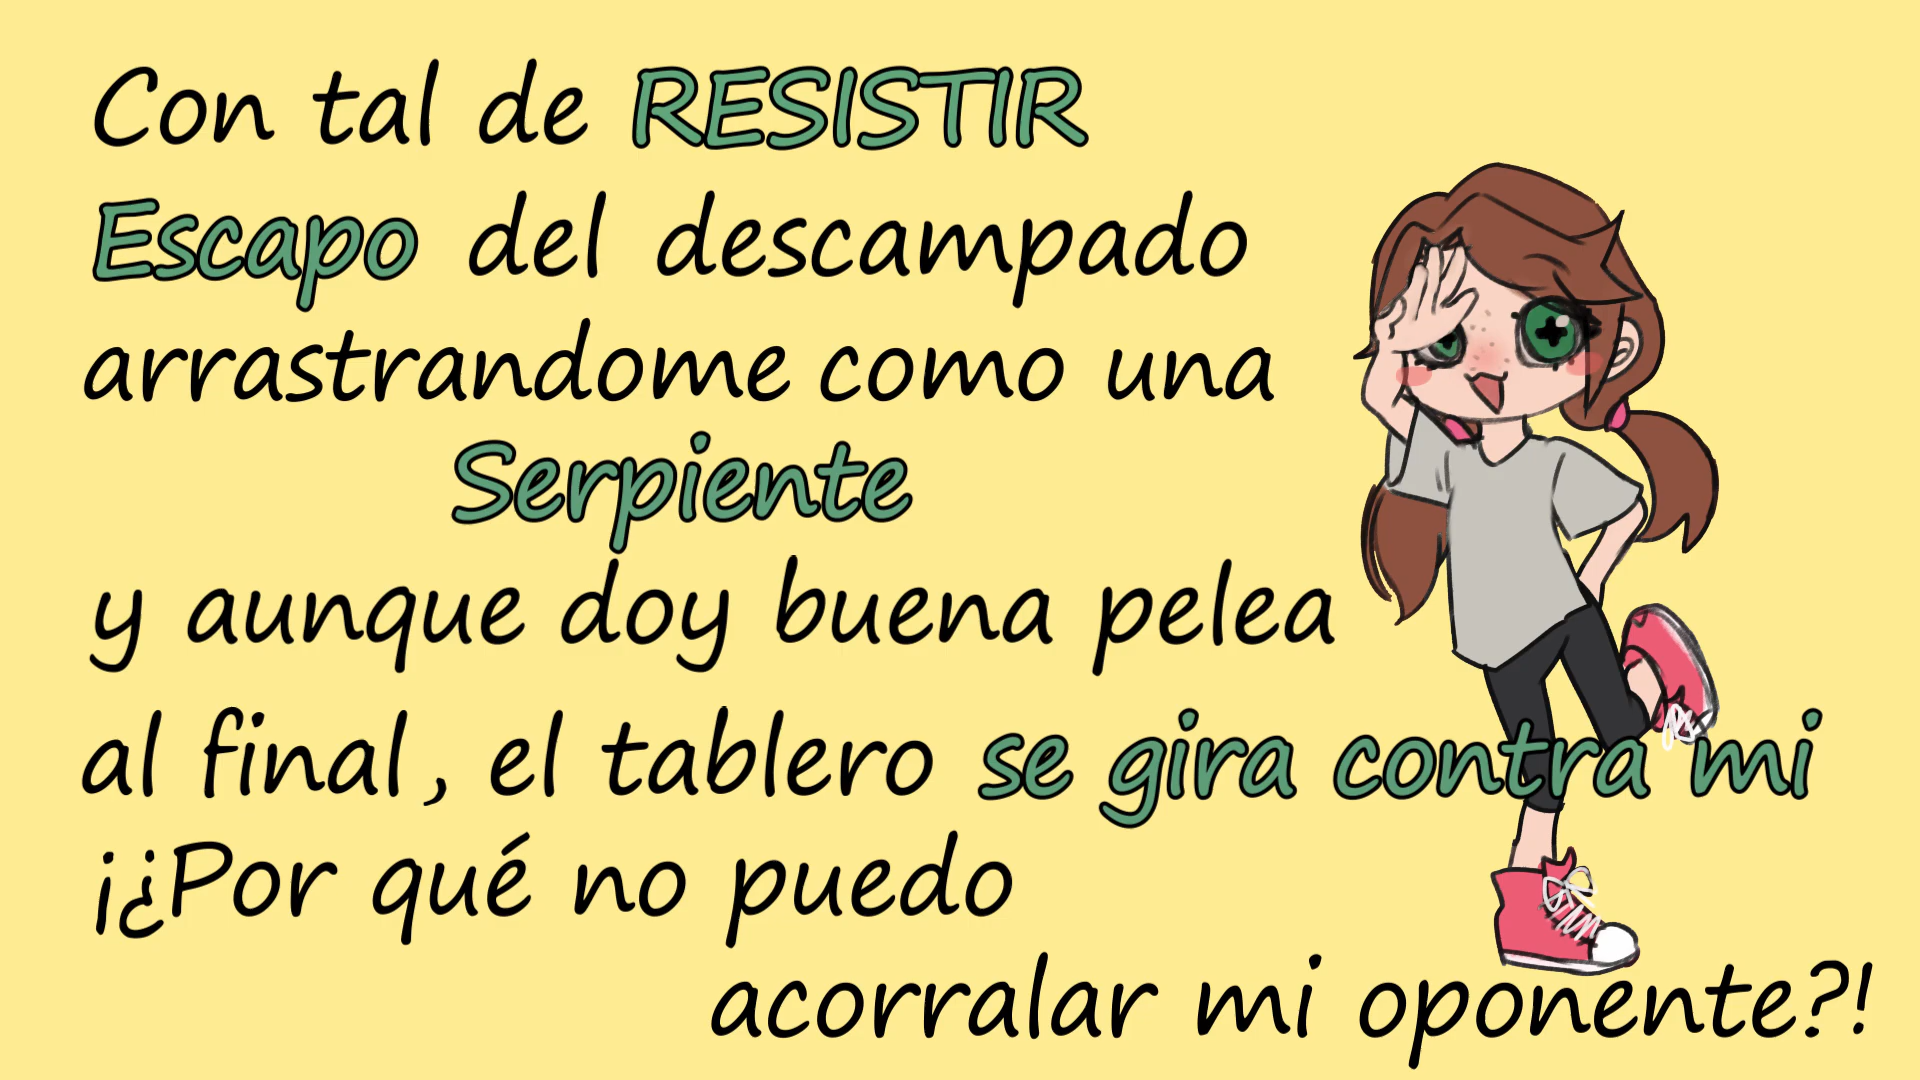 Con tal de RESISTIR
Escapo del descampado
arrastrandome como una
Serpiente
y aunque doy buena pelea
al final, el tablero se gira contra mi
¡¿Por qué no puedo
acorralar mi oponente?!